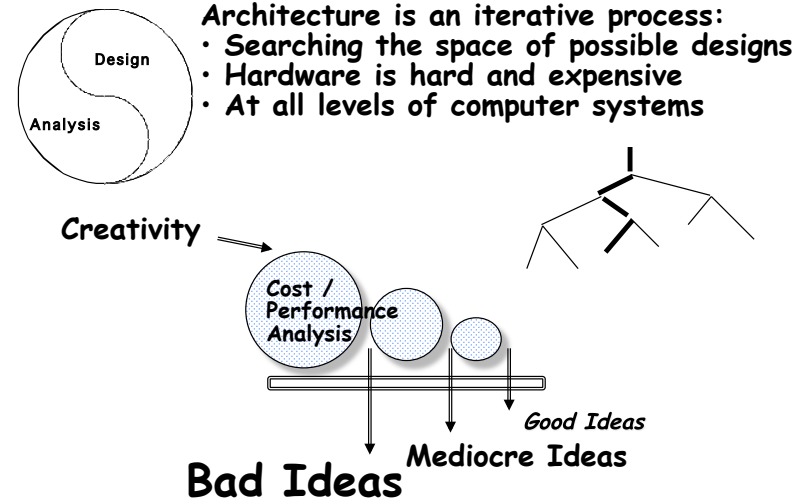 Architecture is an iterative process:
• Searching the space of possible designs
• Hardware is hard and expensive
• At all levels of computer systems
Design
Analysis
Creativity
Cost /
Performance
Analysis
Good Ideas
Mediocre Ideas
Bad Ideas